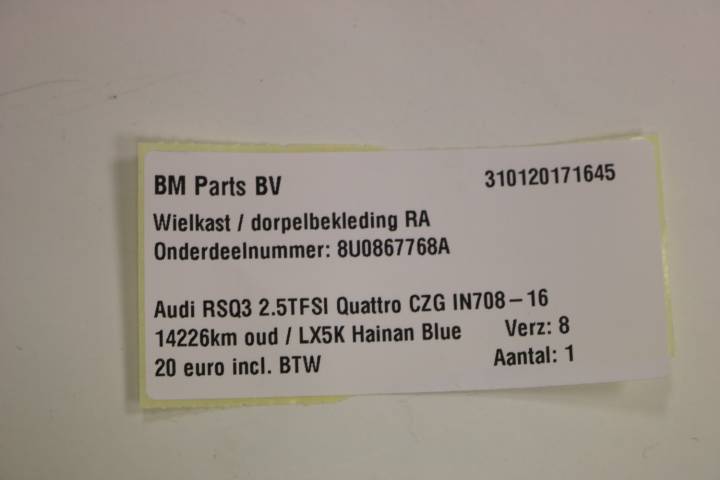 BM Parts BV 310120171645
Wielkast / dorpelbekleding RA
Onderdeelnummer: 8U0867768A
Audi RSQ3 2.5TFSI Quattro CZG IN708-16
14226km oud / LX5K Hainan Blue Verz: 8
20 euro incl. BTW Aantal: 1